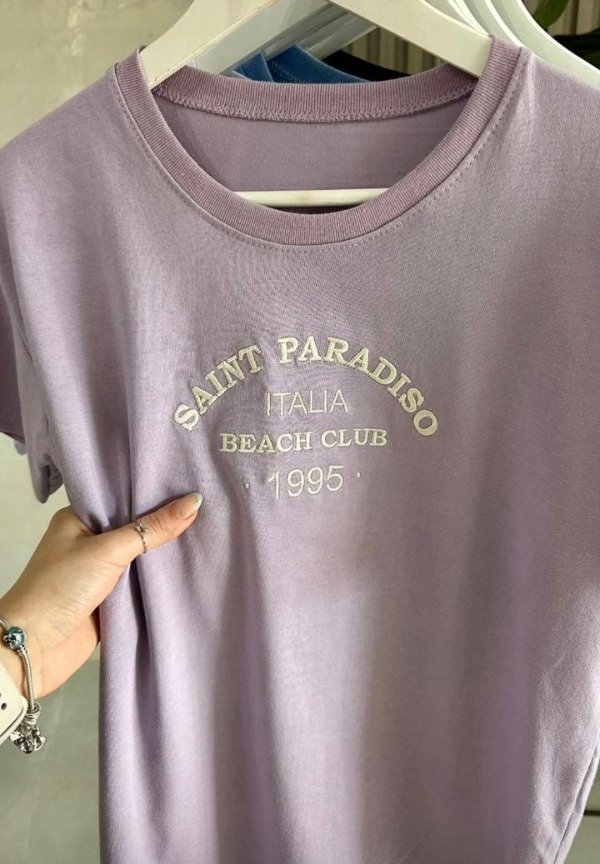 SAINT PARADISO
ITALIA
BEACH CLUB
· 1995 ·